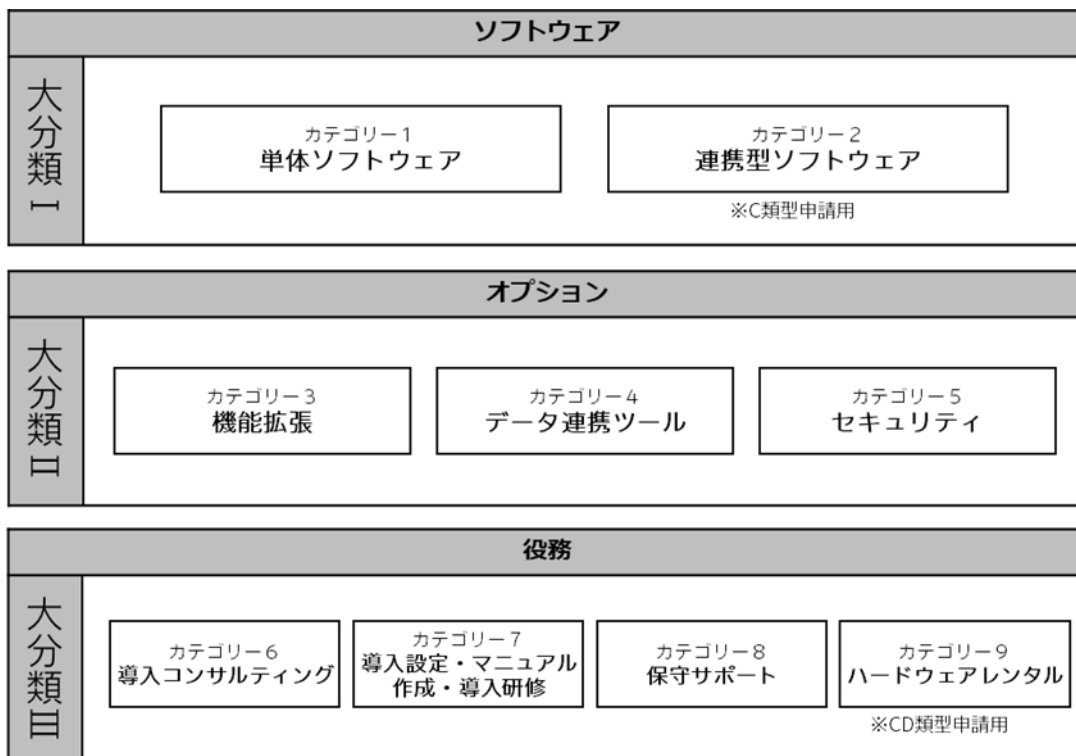 ソフトウェア
大分類Ⅰ
カテゴリー1
単体ソフトウェア
カテゴリー2
連携型ソフトウェア
※C類型申請用
オプション
大分類Ⅱ
カテゴリー3
機能拡張
カテゴリー4
データ連携ツール
カテゴリー5
セキュリティ
役務
大分類Ⅲ
カテゴリー6
導入コンサルティング
カテゴリー7
導入設定・マニュアル
作成・導入研修
カテゴリー8
保守サポート
カテゴリー9
ハードウェアレンタル
※CD類型申請用